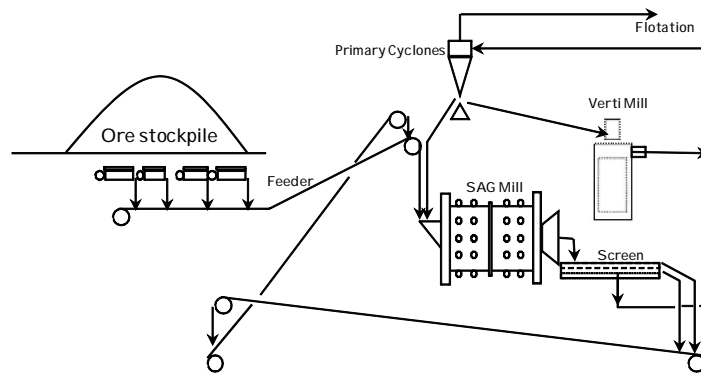 Flotation
Primary Cyclones
Verti Mill
Ore stockpile
Feeder
SAG Mill
Screen